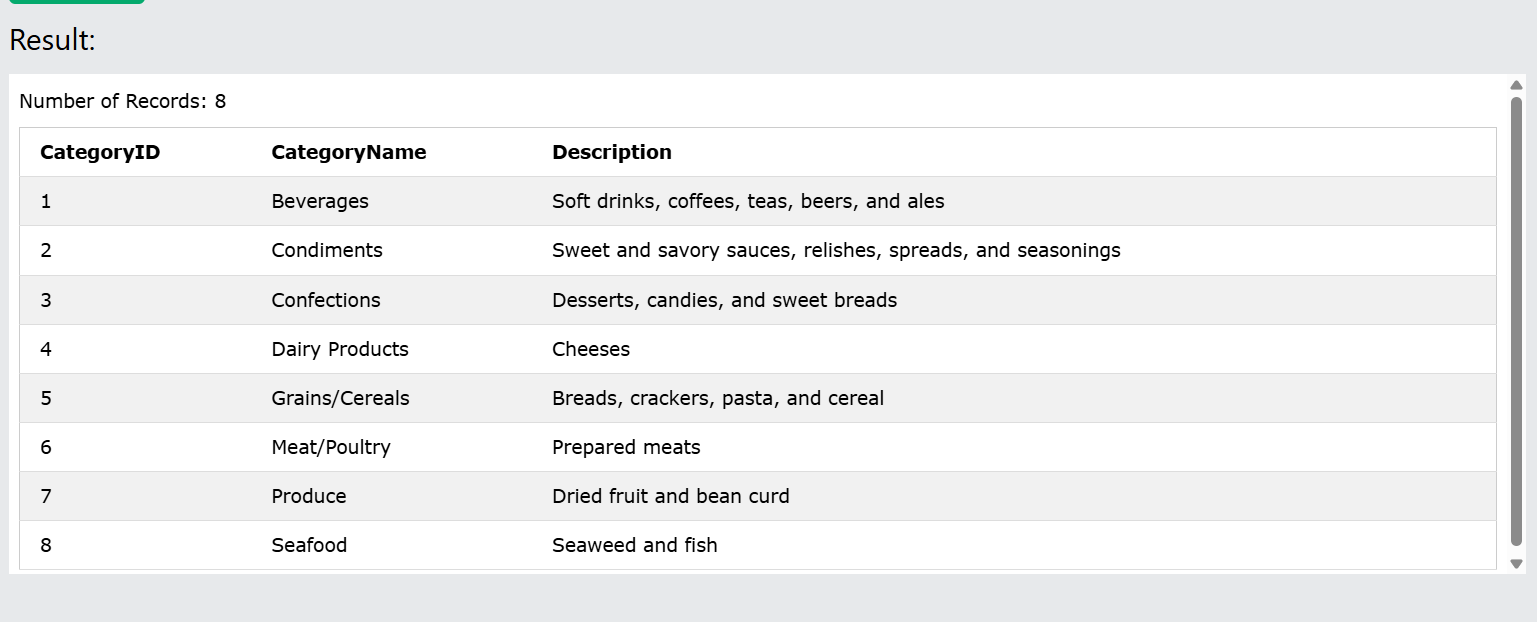 Result:
Number of Records: 8
CategoryID CategoryName Description
1 Beverages Soft drinks, coffees, teas, beers, and ales
2 Condiments Sweet and savory sauces, relishes, spreads, and seasonings
3 Confections Desserts, candies, and sweet breads
4 Dairy Products Cheeses
5 Grains/Cereals Breads, crackers, pasta, and cereal
6 Meat/Poultry Prepared meats
7 Produce Dried fruit and bean curd
8 Seafood Seaweed and fish